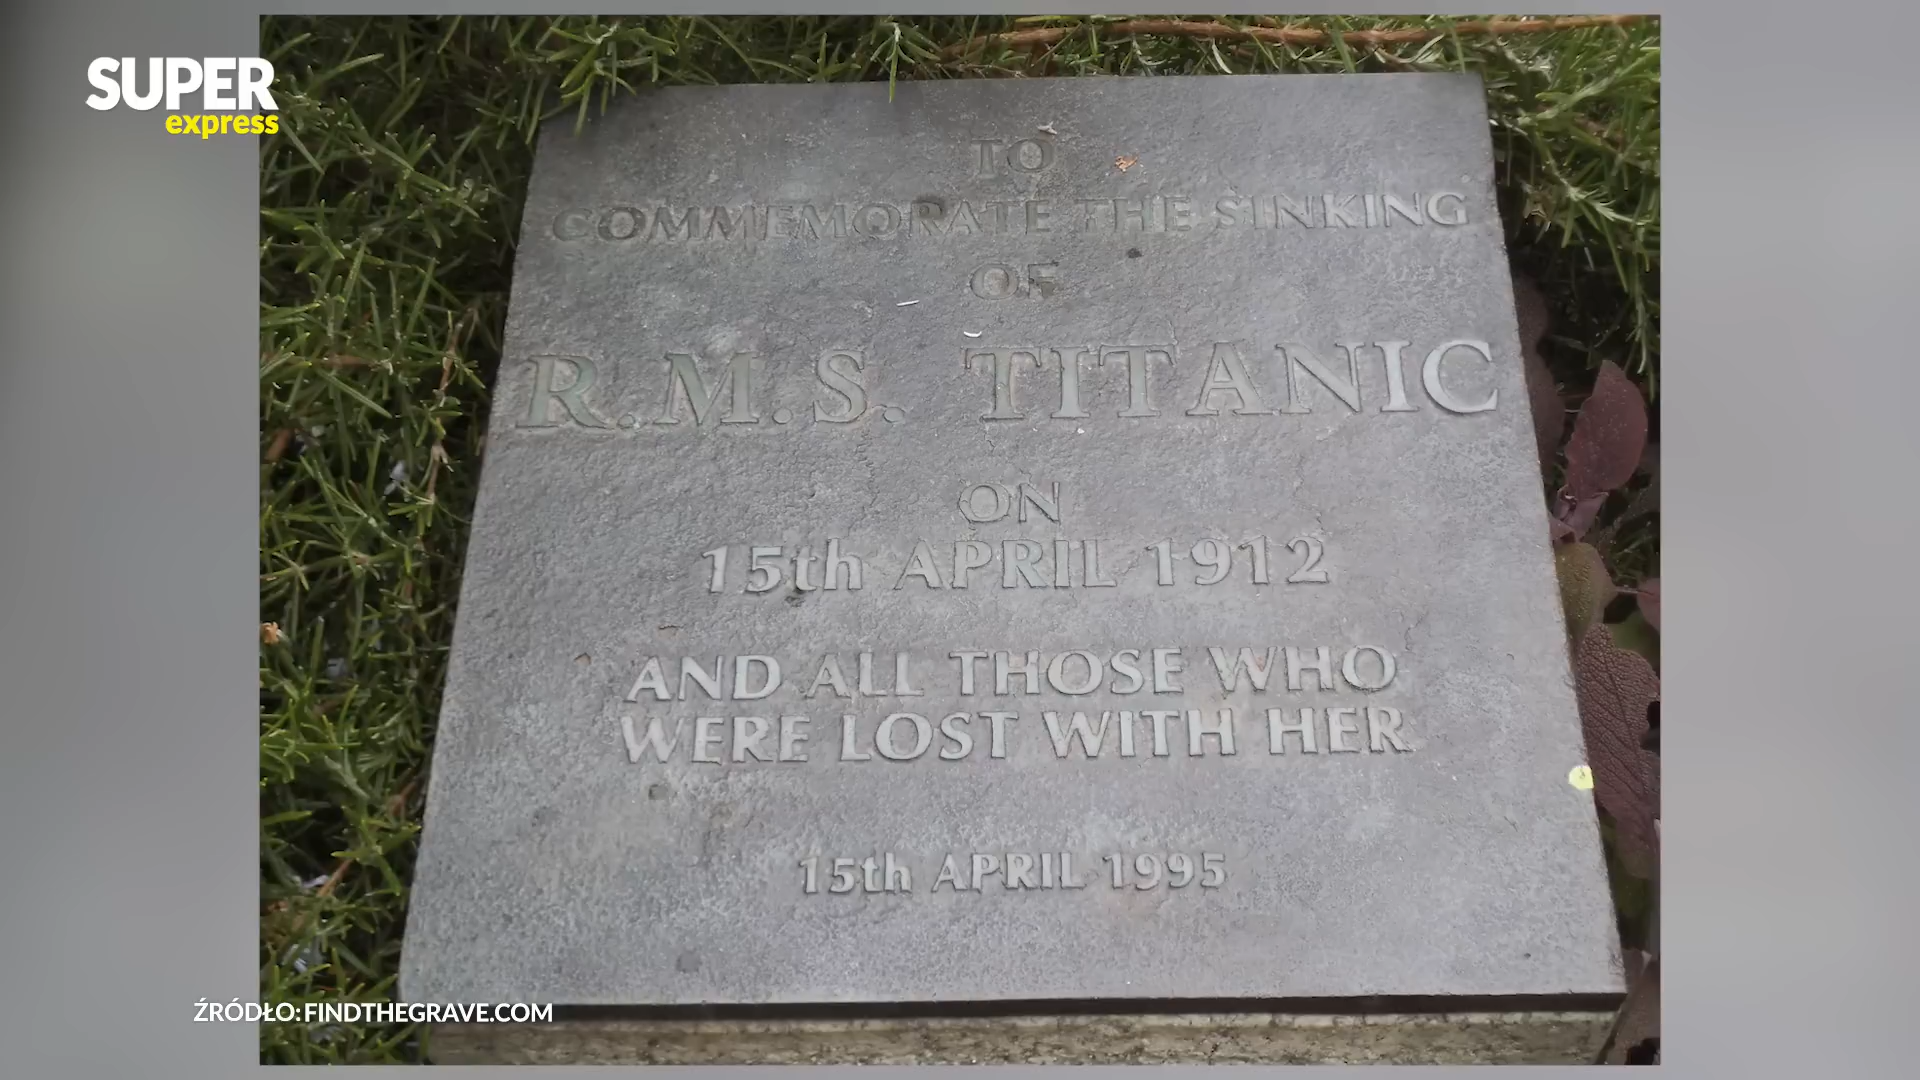 SUPER
express
TO
COMMEMORATE THE SINKING
OF
R.M.S. TITANIC
ON
15th APRIL 1912
AND ALL THOSE WHO
WERE LOST WITH HER
15th APRIL 1995
ŹRÓDŁO: FINDTHEGRAVE.COM